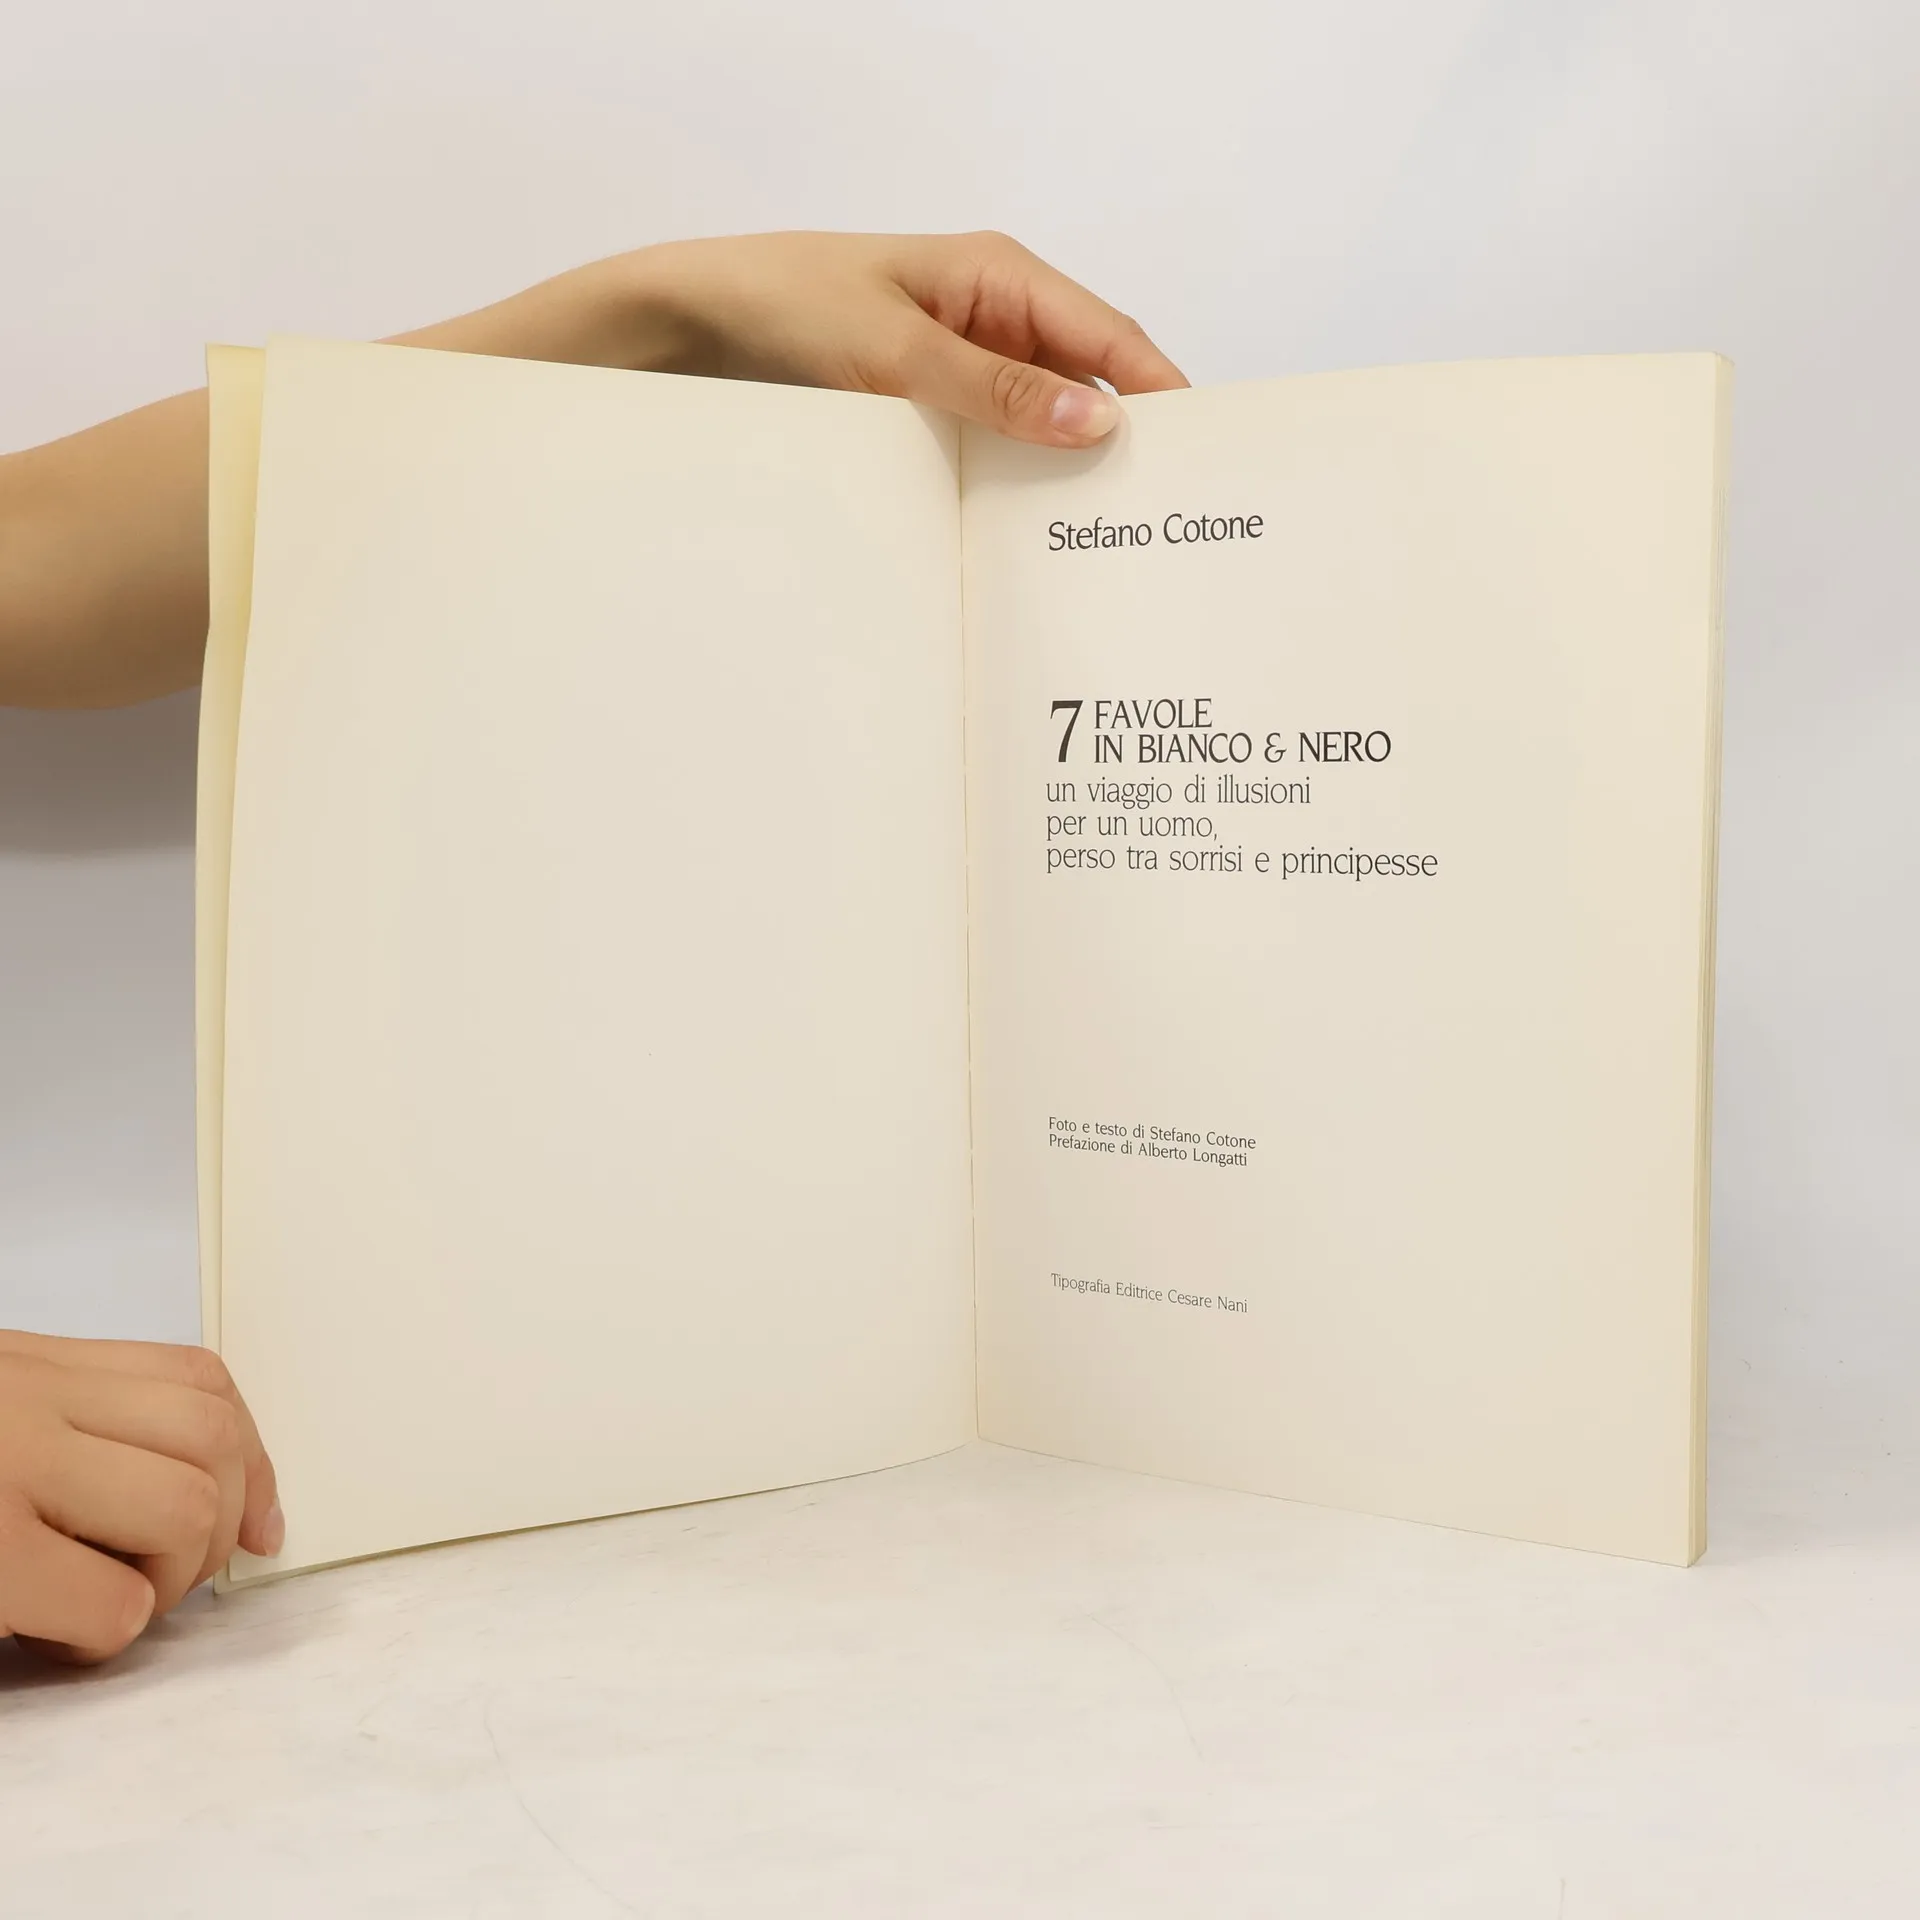 Stefano Cotone
7 FAVOLE
IN BIANCO & NERO
un viaggio di illusioni
per un uomo,
perso tra sorrisi e principesse
Foto e testo di Stefano Cotone
Prefazione di Alberto Longatti
Tipografia Editrice Cesare Nani